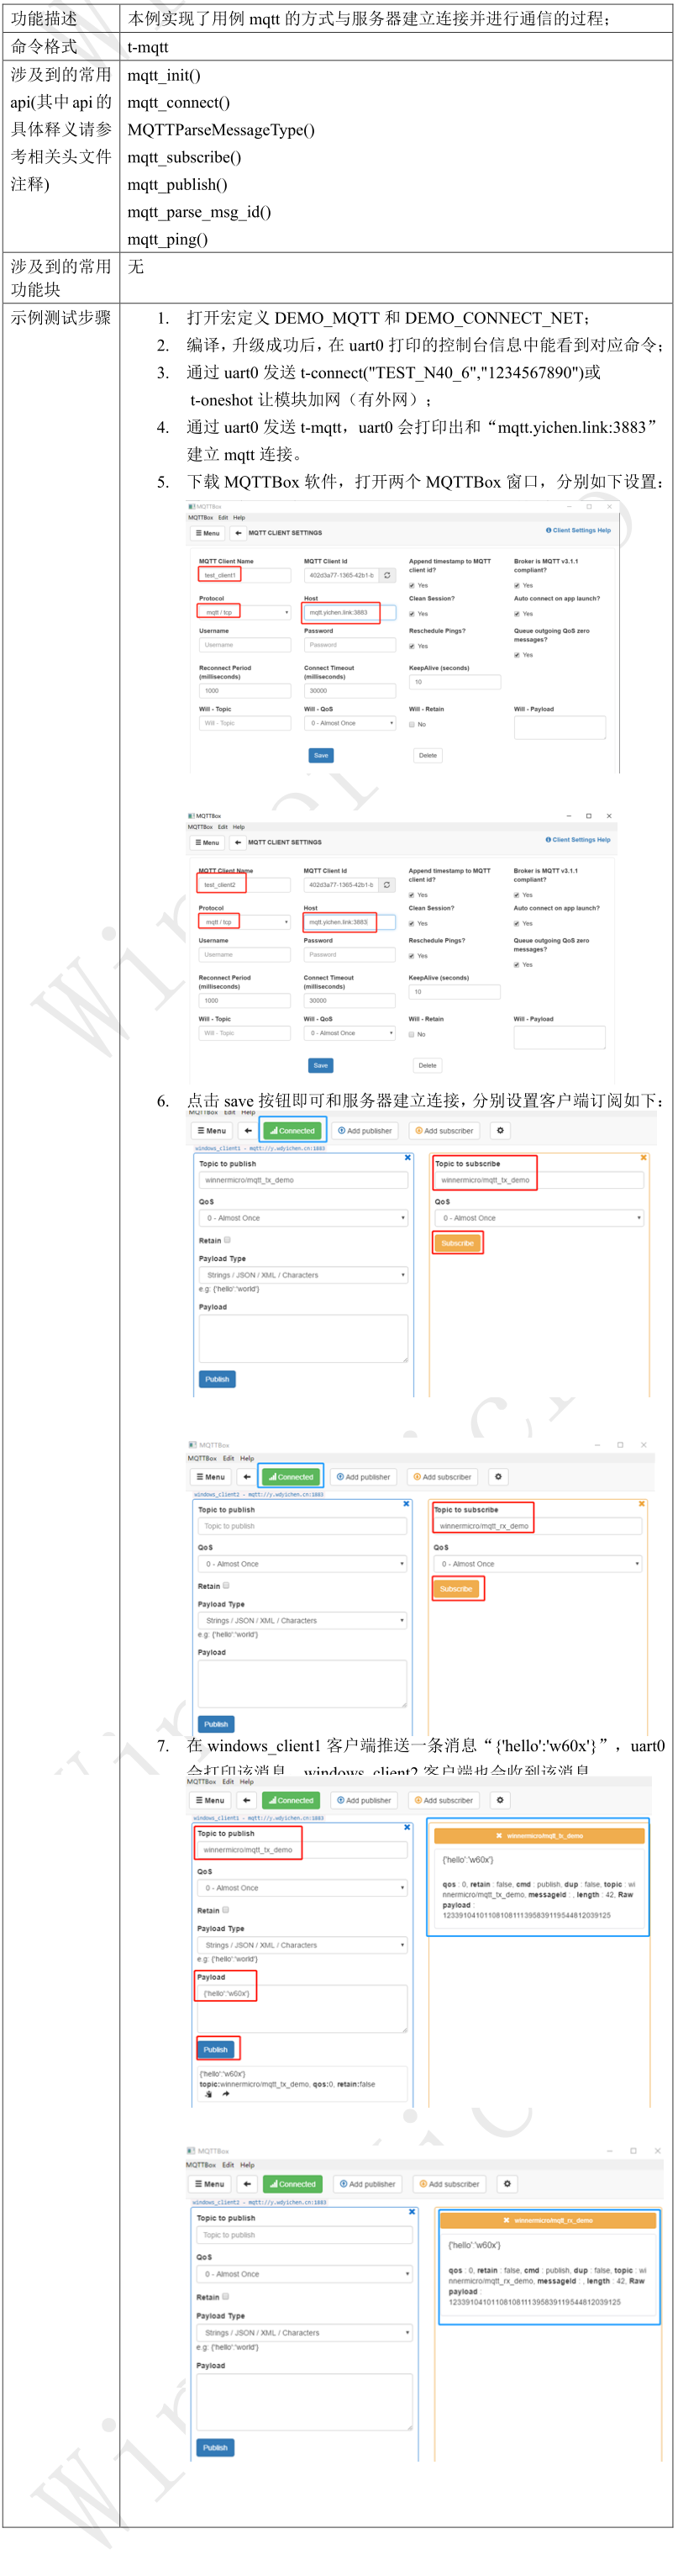 功能描述
本例实现了用例 mqtt 的方式与服务器建立连接并进行通信的过程；
命令格式
t-mqtt
涉及到的常用
api(其中 api 的
具体释义请参
考相关头文件
注释)
mqtt_init()
mqtt_connect()
MQTTParseMessageType()
mqtt_subscribe()
mqtt_publish()
mqtt_parse_msg_id()
mqtt_ping()
涉及到的常用
功能块
无
示例测试步骤
1. 打开宏定义 DEMO_MQTT 和 DEMO_CONNECT_NET；
2. 编译，升级成功后，在 uart0 打印的控制台信息中能看到对应命令；
3. 通过 uart0 发送 t-connect("TEST_N40_6","1234567890")或
t-oneshot 让模块加网（有外网）；
4. 通过 uart0 发送 t-mqtt，uart0 会打印出和“mqtt.yichen.link:3883”
建立 mqtt 连接。
5. 下载 MQTTBox 软件，打开两个 MQTTBox 窗口，分别如下设置：
MQTTBox
MQTTBox Edit Help
Menu MQTT CLIENT SETTINGS Client Settings Help
MQTT Client Name MQTT Client Id Append timestamp to MQTT client id? Broker is MQTT v3.1.1 compliant?
test_client1 402d3a77-1365-42b1-b Yes Yes
Protocol Host Clean Session? Auto connect on app launch?
mqtt / tcp mqtt.yichen.link:3883 Yes Yes
Username Password Reschedule Pings? Queue outgoing QoS zero messages?
Username Password Yes Yes
Reconnect Period (milliseconds) Connect Timeout (milliseconds) KeepAlive (seconds)
1000 30000 10
Will - Topic Will - QoS Will - Retain Will - Payload
Will - Topic 0 - Almost Once No
Save Delete
MQTTBox
MQTTBox Edit Help
Menu MQTT CLIENT SETTINGS Client Settings Help
MQTT Client Name MQTT Client Id Append timestamp to MQTT client id? Broker is MQTT v3.1.1 compliant?
test_client2 402d3a77-1365-42b1-b Yes Yes
Protocol Host Clean Session? Auto connect on app launch?
mqtt / tcp mqtt.yichen.link:3883 Yes Yes
Username Password Reschedule Pings? Queue outgoing QoS zero messages?
Username Password Yes Yes
Reconnect Period (milliseconds) Connect Timeout (milliseconds) KeepAlive (seconds)
1000 30000 10
Will - Topic Will - QoS Will - Retain Will - Payload
Will - Topic 0 - Almost Once No
Save Delete
6. 点击 save 按钮即可和服务器建立连接，分别设置客户端订阅如下：
MQTTBox Edit Help
Menu Connected Add publisher Add subscriber
windows_client1 - mqtt://y.wdyichen.cn:1883
Topic to publish Topic to subscribe
winnermicro/mqtt_tx_demo winnermicro/mqtt_tx_demo
QoS QoS
0 - Almost Once 0 - Almost Once
Retain Subscribe
Payload Type
Strings / JSON / XML / Characters
e.g: {'hello':'world'}
Payload
Publish
MQTTBox
MQTTBox Edit Help
Menu Connected Add publisher Add subscriber
windows_client2 - mqtt://y.wdyichen.cn:1883
Topic to publish Topic to subscribe
Topic to publish winnermicro/mqtt_rx_demo
QoS QoS
0 - Almost Once 0 - Almost Once
Retain Subscribe
Payload Type
Strings / JSON / XML / Characters
e.g: {'hello':'world'}
Payload
Publish
7. 在 windows_client1 客户端推送一条消息“{'hello':'w60x'}”，uart0
会打印该消息，windows_client2 客户端也会收到该消息
MQTTBox Edit Help
Menu Connected Add publisher Add subscriber
windows_client1 - mqtt://y.wdyichen.cn:1883
Topic to publish
winnermicro/mqtt_tx_demo
QoS
0 - Almost Once
Retain
Payload Type
Strings / JSON / XML / Characters
e.g: {'hello':'world'}
Payload
{'hello':'w60x'}
Publish
{'hello':'w60x'}
topic:winnermicro/mqtt_tx_demo, qos:0, retain:false
winnermicro/mqtt_tx_demo
{'hello':'w60x'}
qos : 0, retain : false, cmd : publish, dup : false, topic : wi
nnermicro/mqtt_tx_demo, messageId : , length : 42, Raw
payload :
12339104101108108111395839119544812039125
MQTTBox
MQTTBox Edit Help
Menu Connected Add publisher Add subscriber
windows_client2 - mqtt://y.wdyichen.cn:1883
Topic to publish
Topic to publish
QoS
0 - Almost Once
Retain
Payload Type
Strings / JSON / XML / Characters
e.g: {'hello':'world'}
Payload
Publish
winnermicro/mqtt_rx_demo
{'hello':'w60x'}
qos : 0, retain : false, cmd : publish, dup : false, topic : wi
nnermicro/mqtt_rx_demo, messageId : , length : 42, Raw
payload :
12339104101108108111395839119544812039125